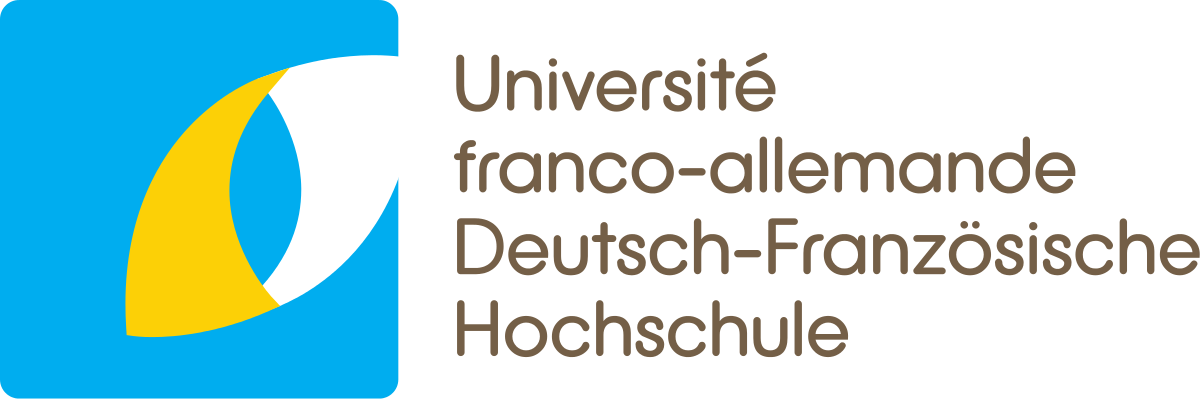 Université
franco-allemande
Deutsch-Französische
Hochschule